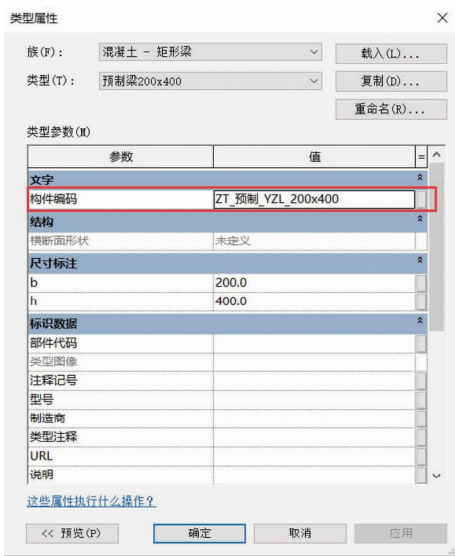 类型属性
族(F): 混凝土 - 矩形梁 载入(L)...
类型(T): 预制梁200x400 复制(D)...
重命名(R)...
类型参数(M)
参数 值 =
文字
构件编码 ZT_预制_YZL_200x400
结构
横断面形状 未定义
尺寸标注
b 200.0
h 400.0
标识数据
部件代码
类型图像
注释记号
型号
制造商
类型注释
URL
说明
这些属性执行什么操作?
<< 预览(P) 确定 取消 应用